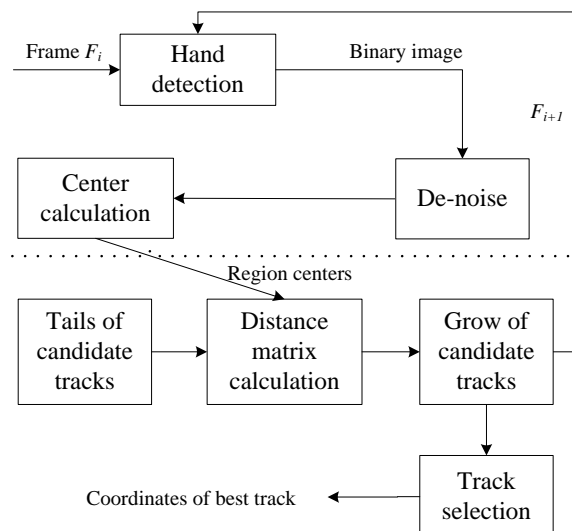 Frame F_i
Hand
detection
Binary image
F_{i+1}
Center
calculation
De-noise
Region centers
Tails of
candidate
tracks
Distance
matrix
calculation
Grow of
candidate
tracks
Coordinates of best track
Track
selection